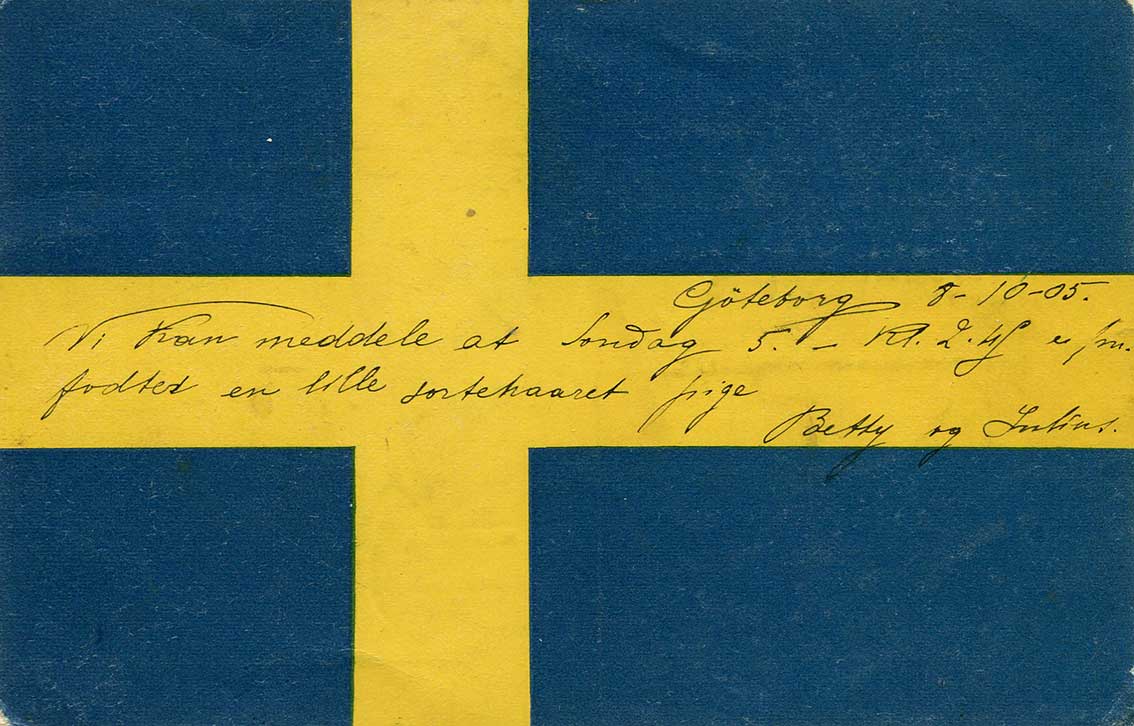 Göteborg 8-10-05.
Vi kan meddele at Søndag 5. - Kl. 2.45 e/m.
fødtes en lille sortehaaret pige
Betty og Julius.